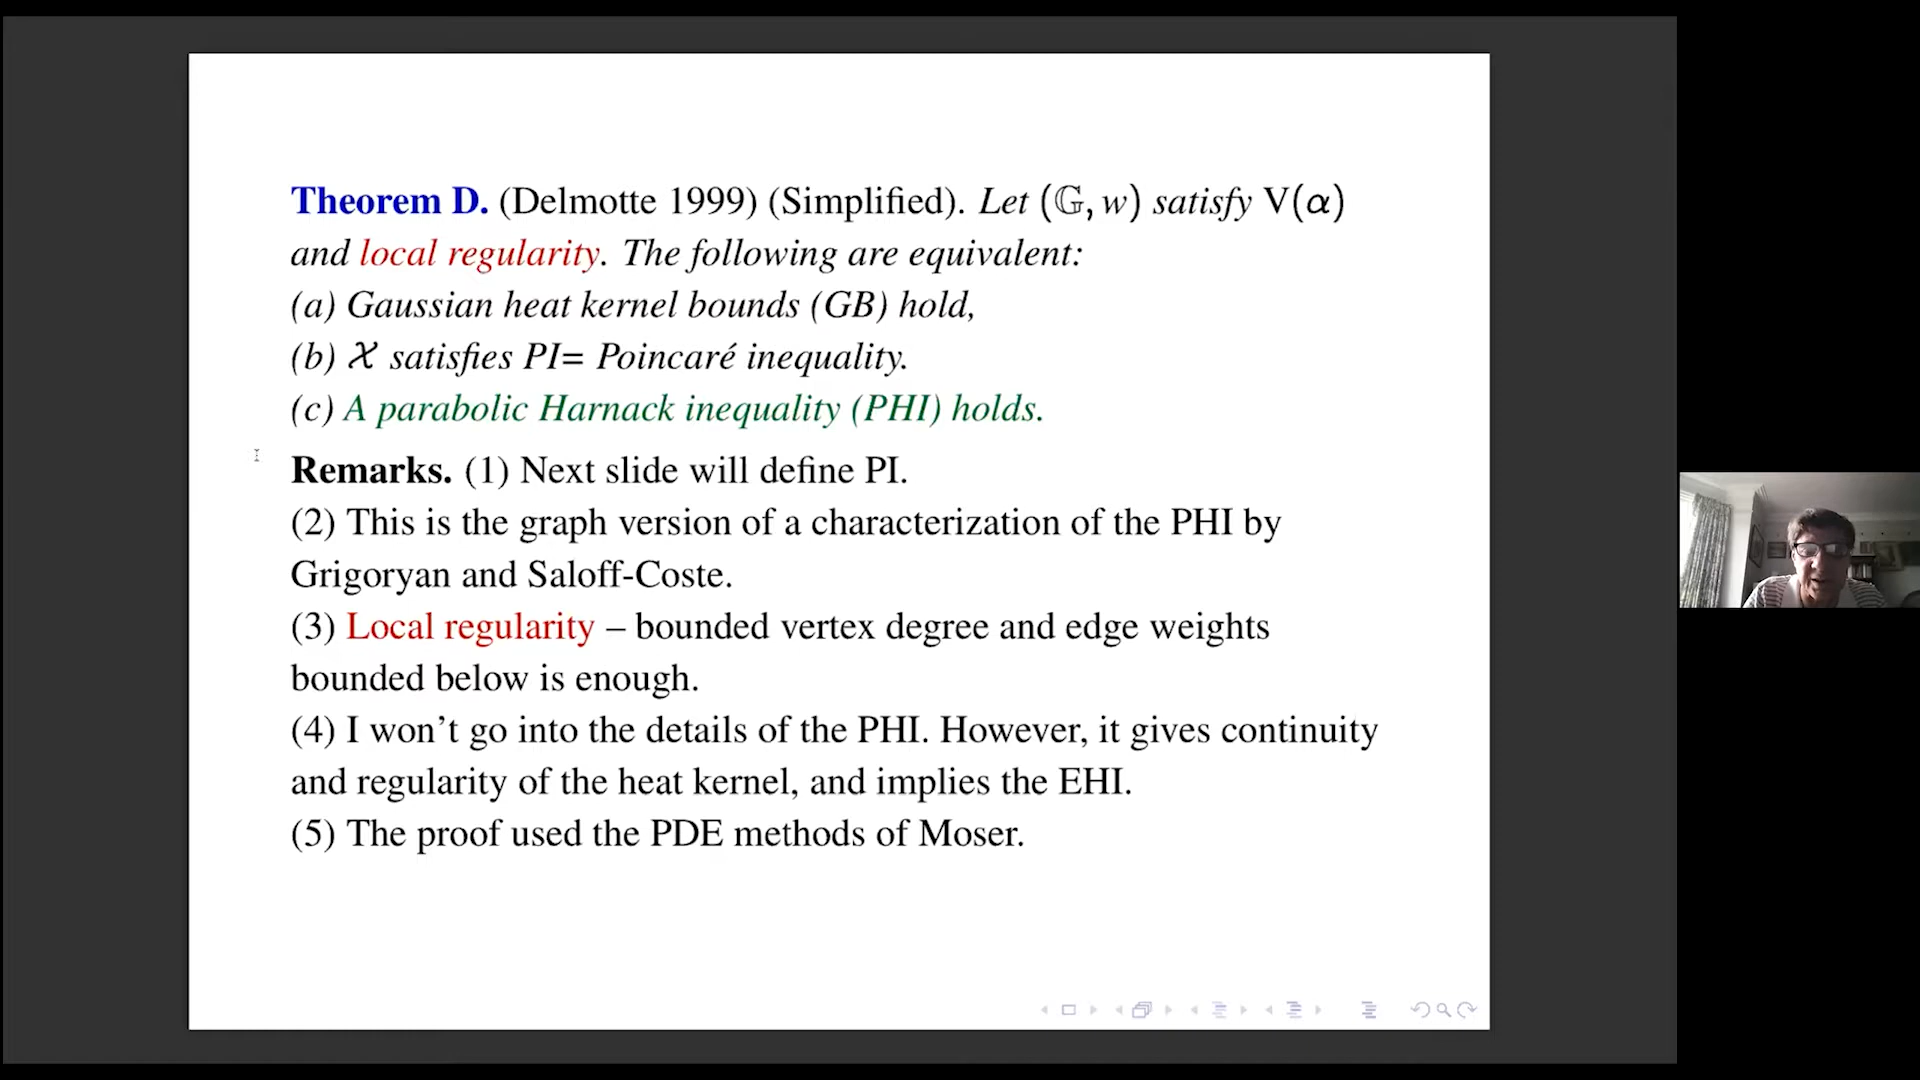 Theorem D. (Delmotte 1999) (Simplified). Let (𝔾, w) satisfy V(α)
and local regularity. The following are equivalent:
(a) Gaussian heat kernel bounds (GB) hold,
(b) 𝒳 satisfies PI= Poincaré inequality.
(c) A parabolic Harnack inequality (PHI) holds.
Remarks. (1) Next slide will define PI.
(2) This is the graph version of a characterization of the PHI by
Grigoryan and Saloff-Coste.
(3) Local regularity – bounded vertex degree and edge weights
bounded below is enough.
(4) I won’t go into the details of the PHI. However, it gives continuity
and regularity of the heat kernel, and implies the EHI.
(5) The proof used the PDE methods of Moser.